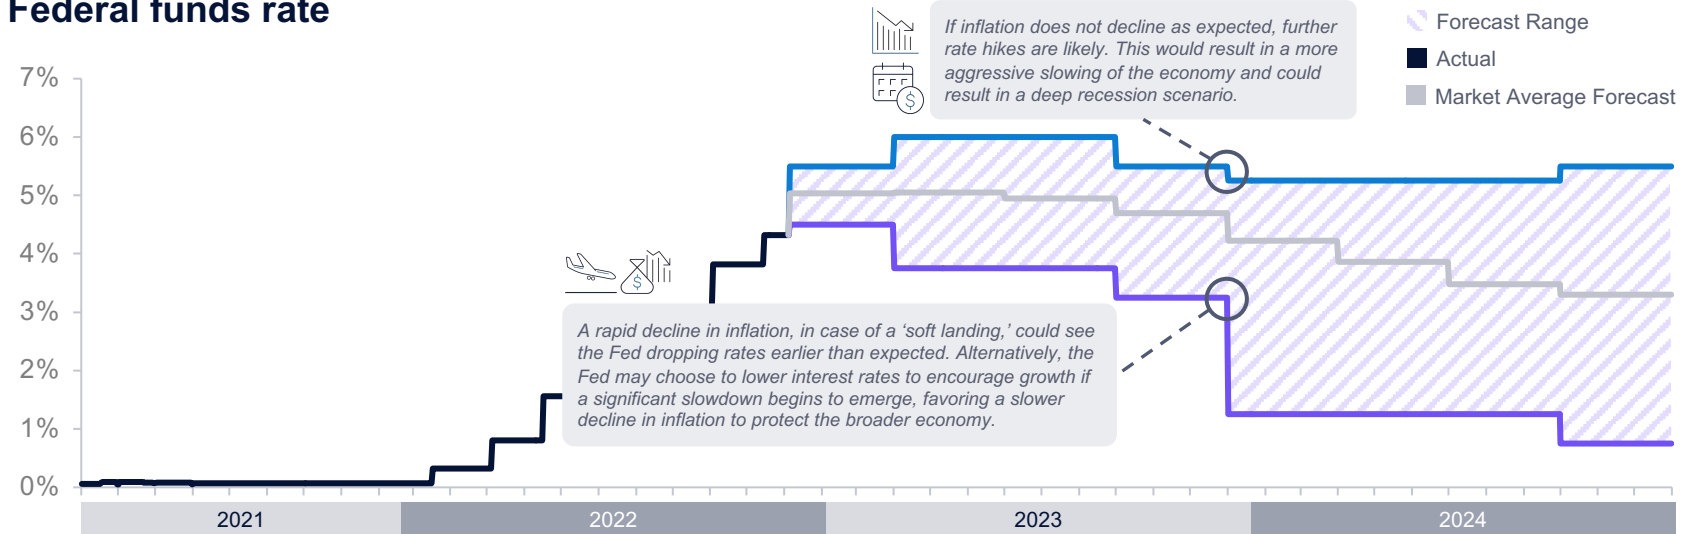 Federal funds rate
If inflation does not decline as expected, further
rate hikes are likely. This would result in a more
aggressive slowing of the economy and could
result in a deep recession scenario.
Forecast Range
Actual
Market Average Forecast
7%
6%
5%
4%
3%
2%
1%
0%
$
$
A rapid decline in inflation, in case of a ‘soft landing,’ could see
the Fed dropping rates earlier than expected. Alternatively, the
Fed may choose to lower interest rates to encourage growth if
a significant slowdown begins to emerge, favoring a slower
decline in inflation to protect the broader economy.
2021
2022
2023
2024